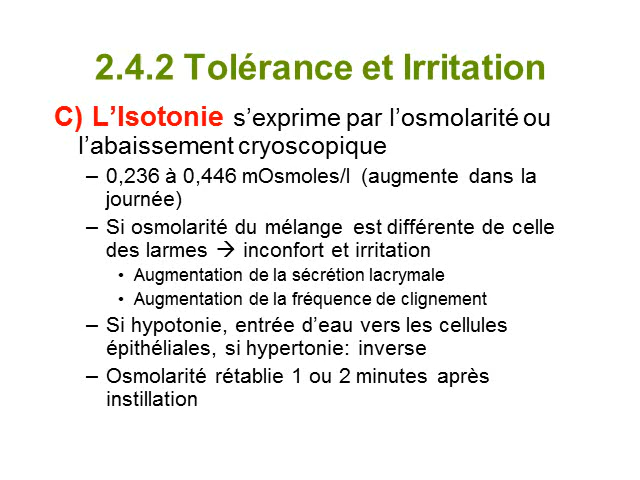 2.4.2 Tolérance et Irritation
C) L’Isotonie s’exprime par l’osmolarité ou
l’abaissement cryoscopique
– 0,236 à 0,446 mOsmoles/l (augmente dans la
journée)
– Si osmolarité du mélange est différente de celle
des larmes → inconfort et irritation
• Augmentation de la sécrétion lacrymale
• Augmentation de la fréquence de clignement
– Si hypotonie, entrée d’eau vers les cellules
épithéliales, si hypertonie: inverse
– Osmolarité rétablie 1 ou 2 minutes après
instillation